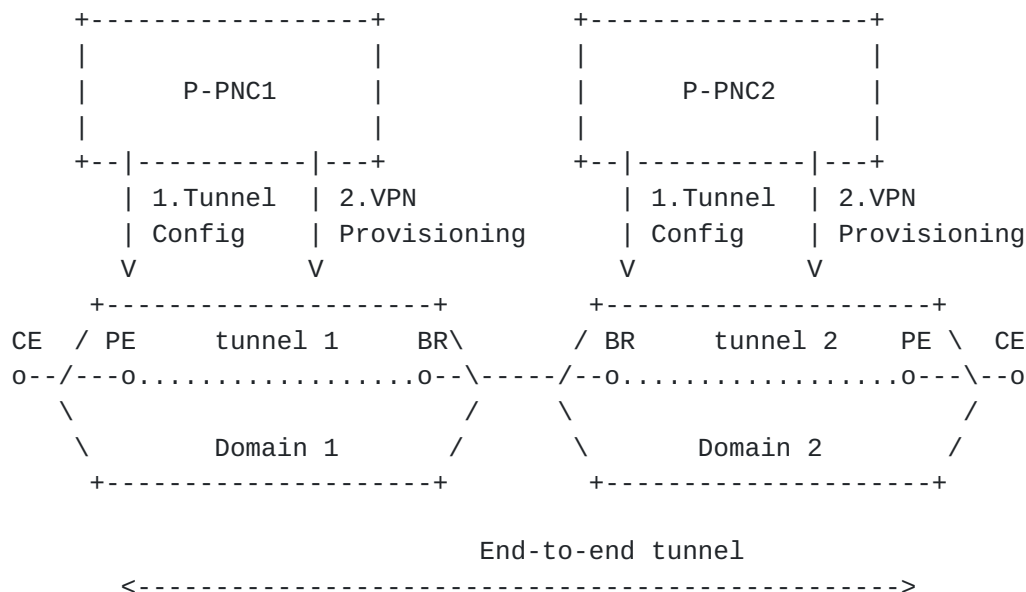 P-PNC1 P-PNC2
1.Tunnel 2.VPN 1.Tunnel 2.VPN
Config Provisioning Config Provisioning
V V V V
CE PE tunnel 1 BR BR tunnel 2 PE CE
o o o o o o
Domain 1 Domain 2
End-to-end tunnel